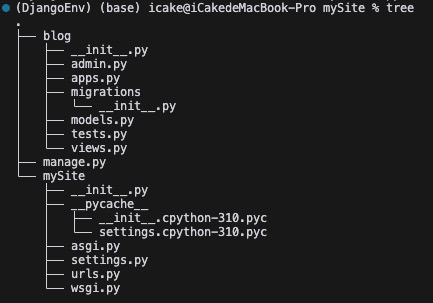 (DjangoEnv) (base) icake@iCakedeMacBook-Pro mySite % tree
.
├── blog
│   ├── __init__.py
│   ├── admin.py
│   ├── apps.py
│   ├── migrations
│   │   └── __init__.py
│   ├── models.py
│   ├── tests.py
│   └── views.py
├── manage.py
└── mySite
    ├── __init__.py
    ├── __pycache__
    │   ├── __init__.cpython-310.pyc
    │   └── settings.cpython-310.pyc
    ├── asgi.py
    ├── settings.py
    ├── urls.py
    └── wsgi.py